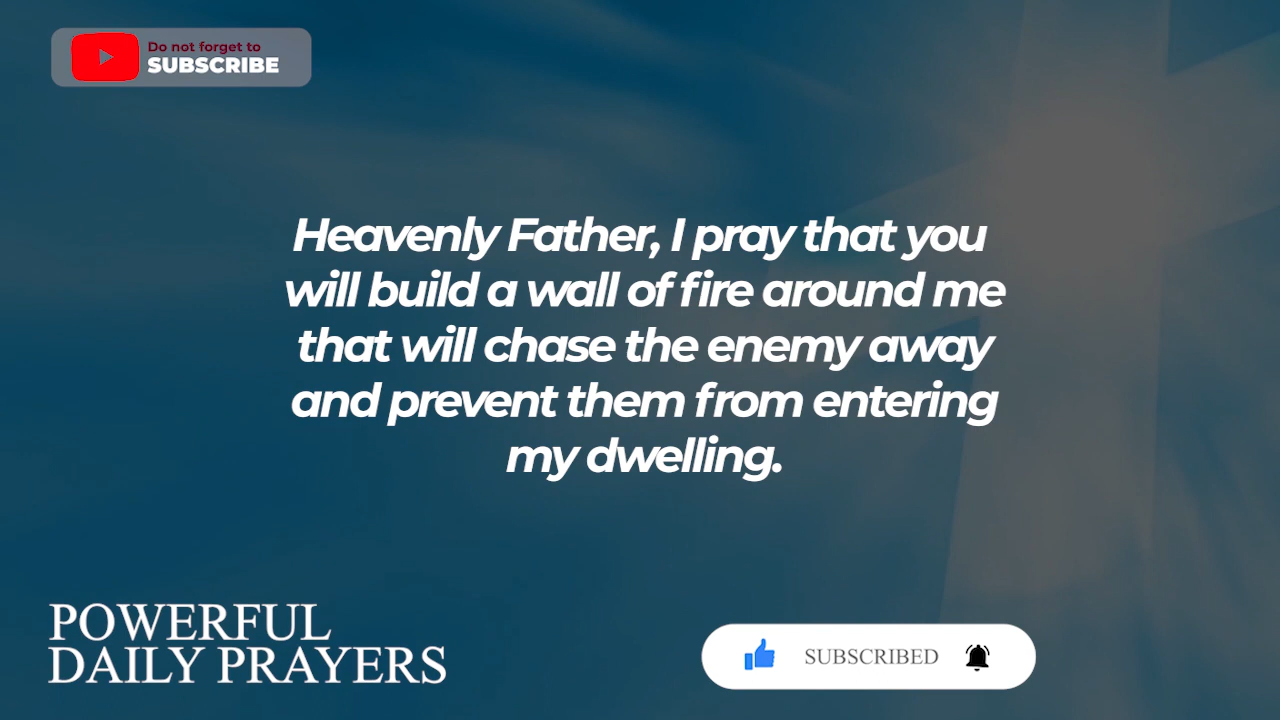 Do not forget to
SUBSCRIBE
Heavenly Father, I pray that you
will build a wall of fire around me
that will chase the enemy away
and prevent them from entering
my dwelling.
POWERFUL
DAILY PRAYERS
SUBSCRIBED